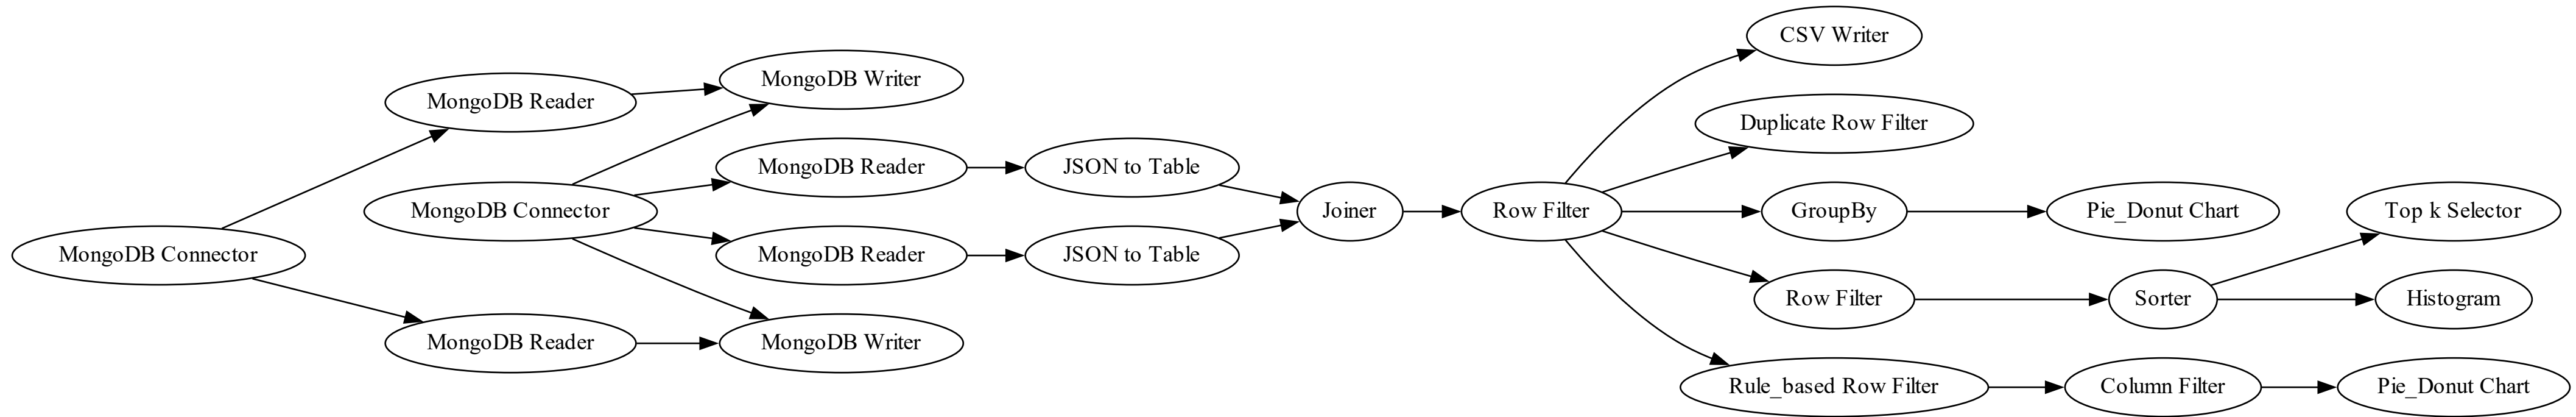 MongoDB Connector
MongoDB Reader
MongoDB Reader
MongoDB Connector
MongoDB Writer
MongoDB Reader
MongoDB Reader
MongoDB Writer
JSON to Table
JSON to Table
Joiner
Row Filter
CSV Writer
Duplicate Row Filter
GroupBy
Row Filter
Rule_based Row Filter
Pie_Donut Chart
Sorter
Column Filter
Top k Selector
Histogram
Pie_Donut Chart